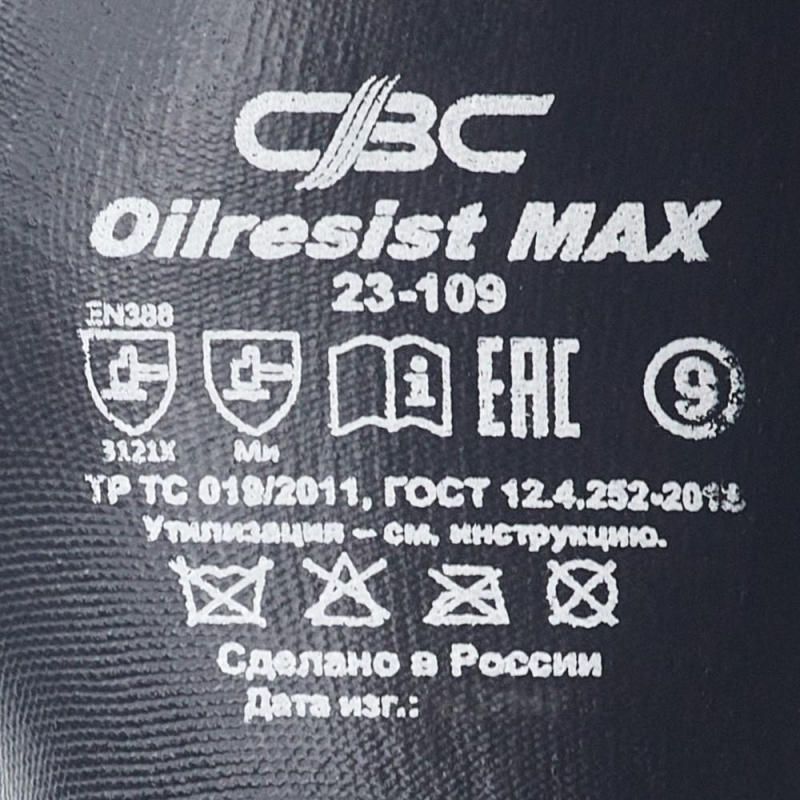 СВС
Oilresist MAX
23-109
EN388
3121X Ми
i ЕАС 9
ТР ТС 019/2011, ГОСТ 12.4.252-2013
Утилизация – см. инструкцию.
Сделано в России
Дата изг.: